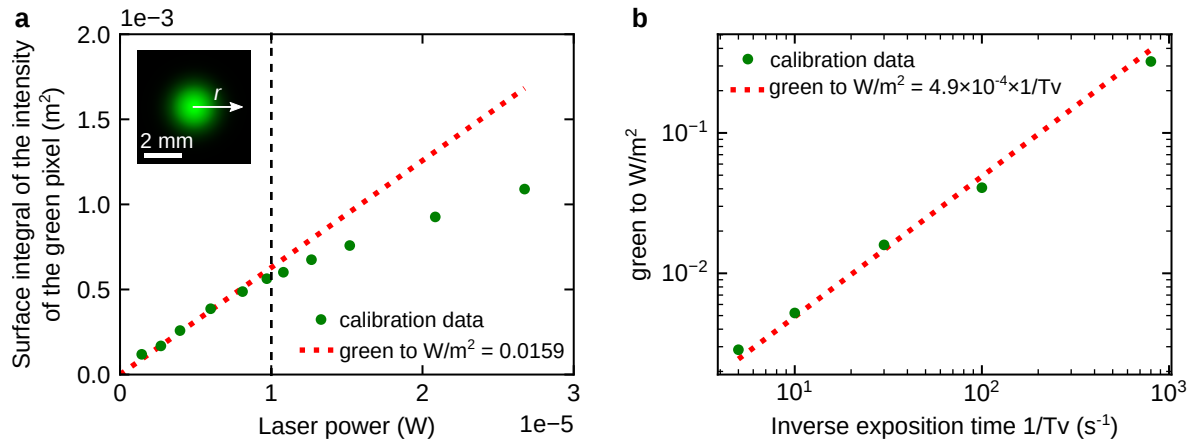 a
1e−3
Surface integral of the intensity
of the green pixel (m²)
2.0
1.5
1.0
0.5
0.0
r
2 mm
calibration data
green to W/m² = 0.0159
0
1
2
3
Laser power (W)
1e−5
b
green to W/m²
10⁻¹
10⁻²
calibration data
green to W/m² = 4.9×10⁻⁴×1/Tv
10¹
10²
10³
Inverse exposition time 1/Tv (s⁻¹)